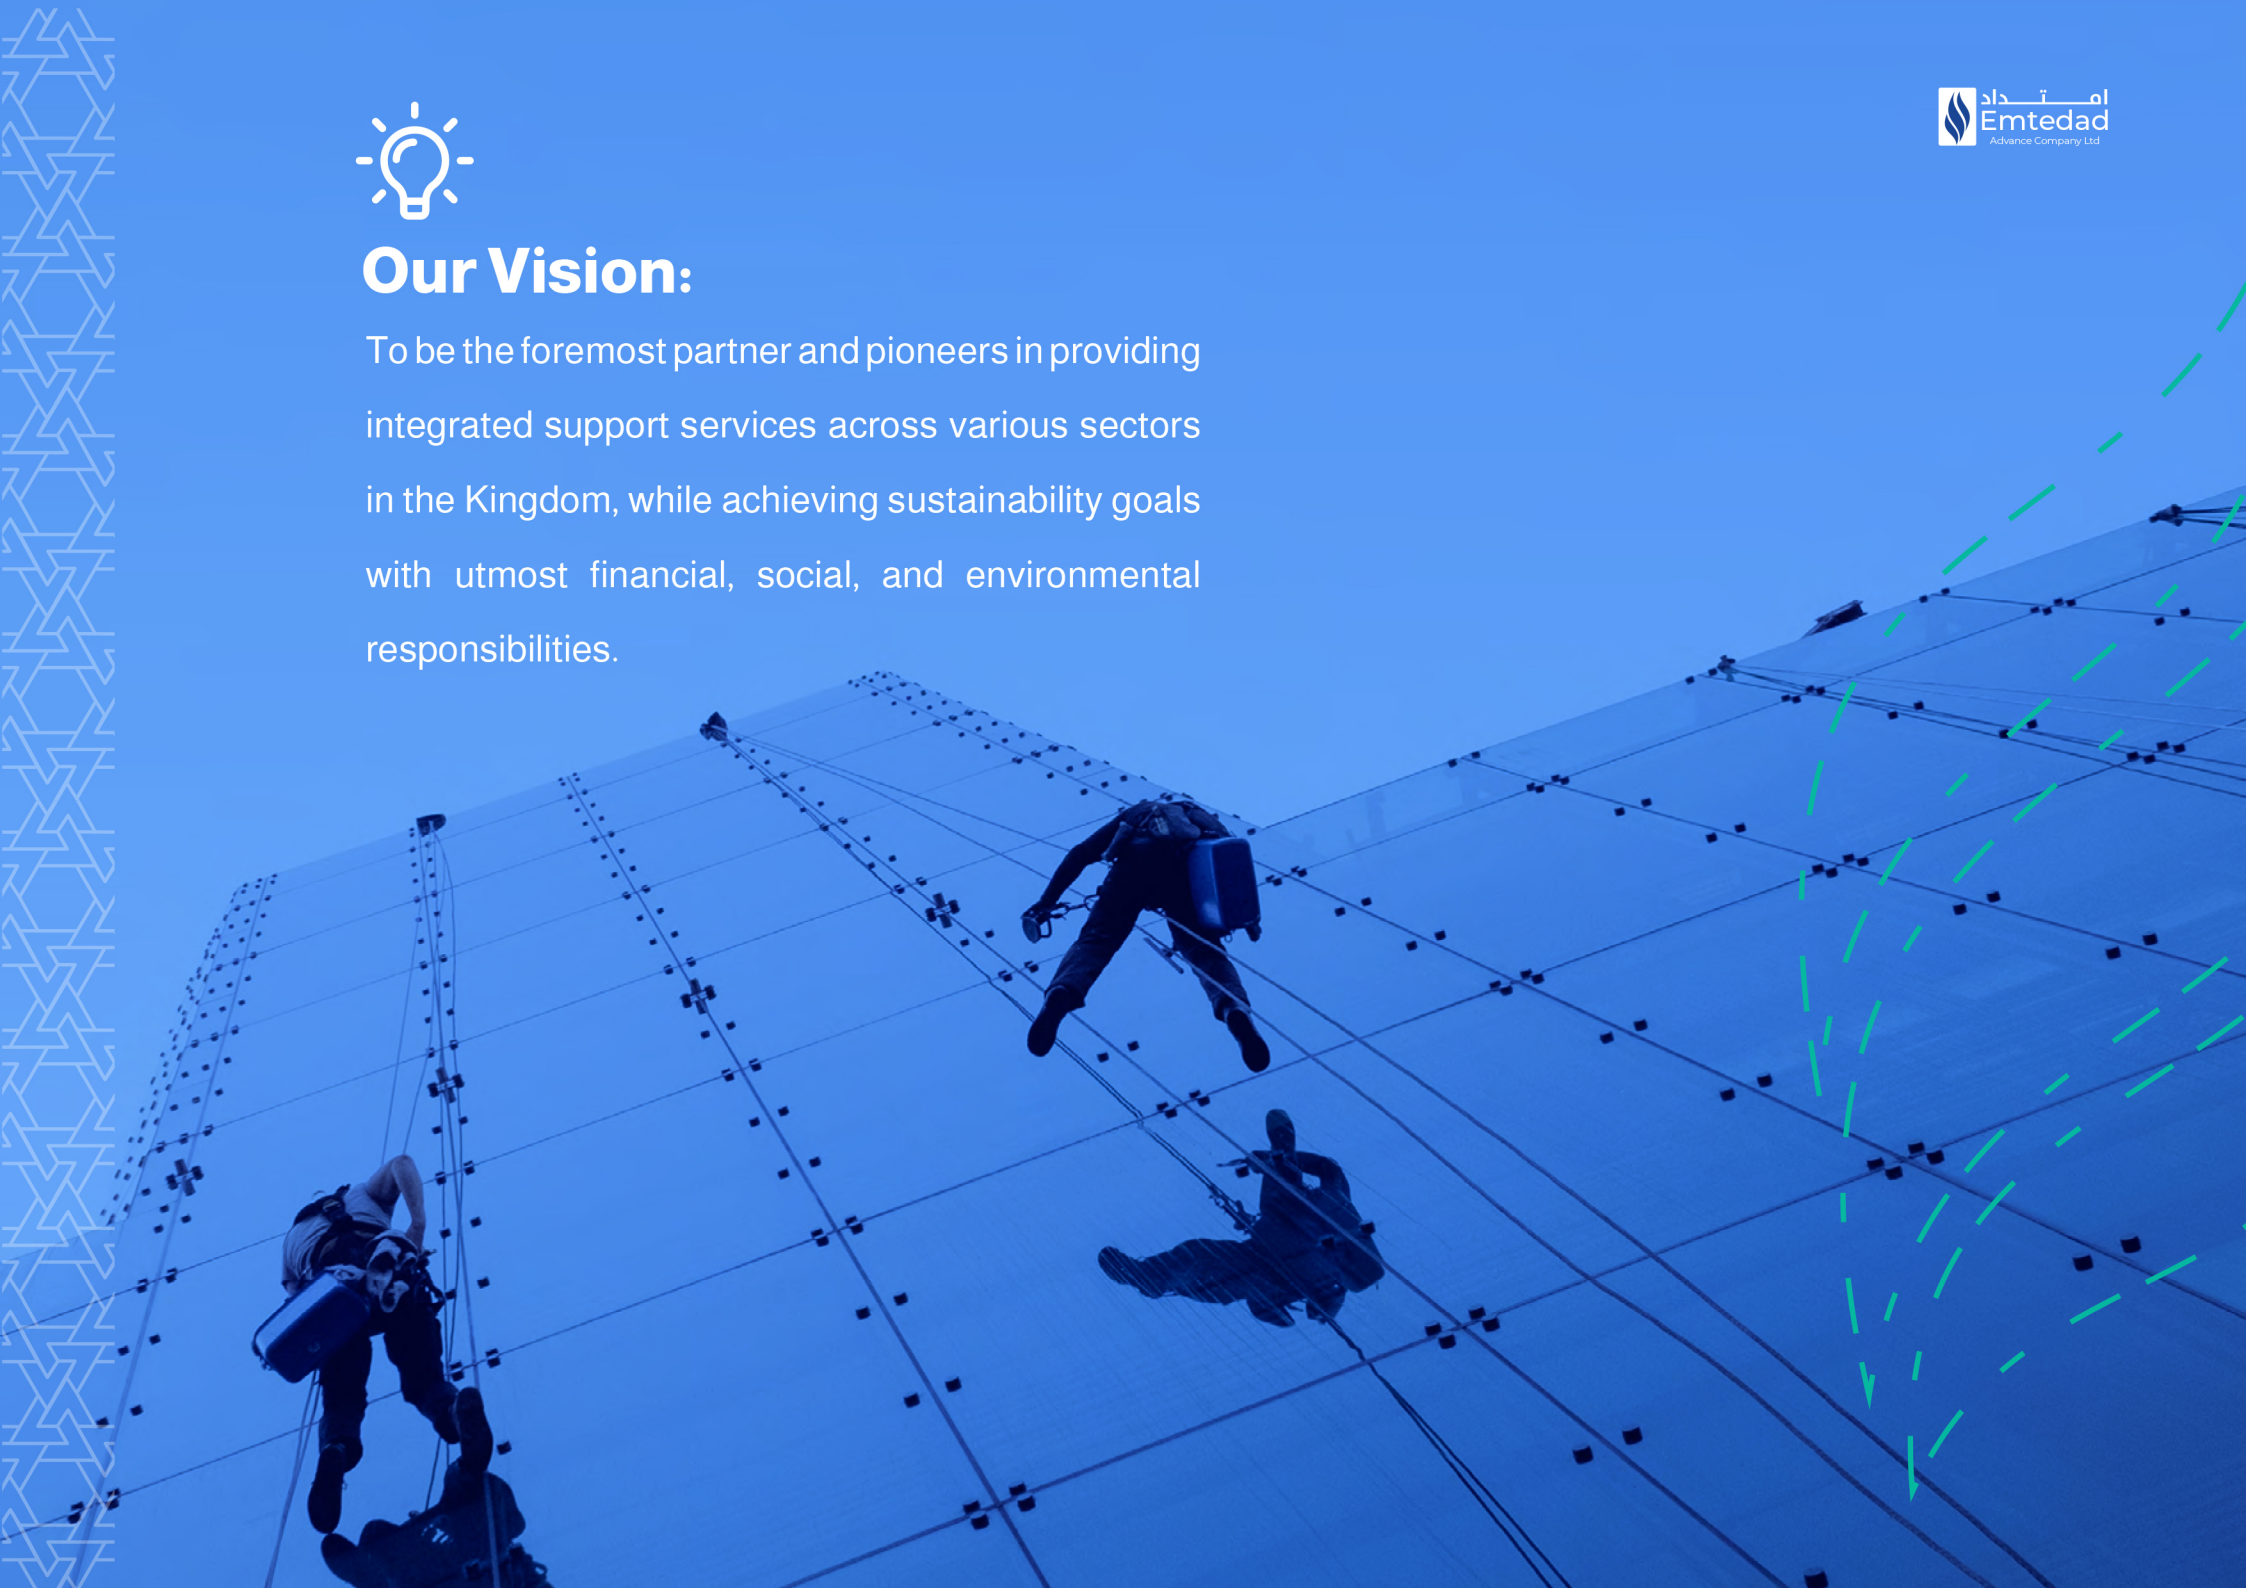 امتداد
Emtedad
Advance Company Ltd
Our Vision:
To be the foremost partner and pioneers in providing
integrated support services across various sectors
in the Kingdom, while achieving sustainability goals
with utmost financial, social, and environmental
responsibilities.